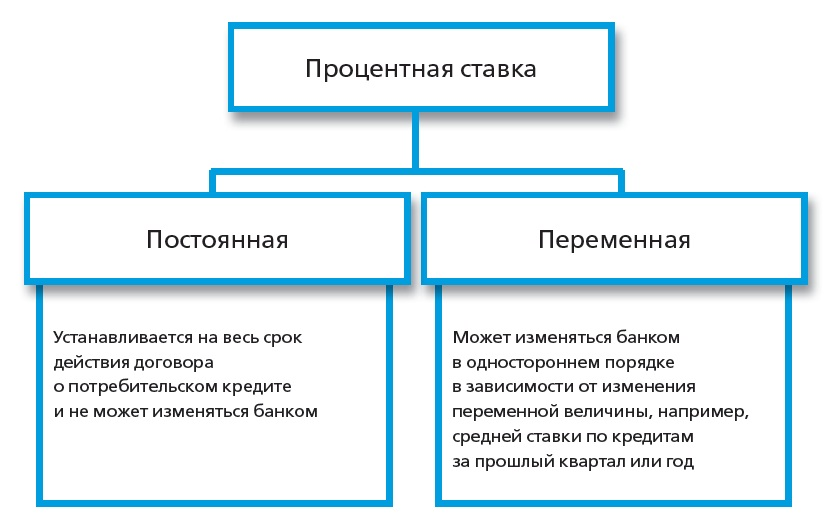 Процентная ставка
Постоянная
Переменная
Устанавливается на весь срок
действия договора
о потребительском кредите
и не может изменяться банком
Может изменяться банком
в одностороннем порядке
в зависимости от изменения
переменной величины, например,
средней ставки по кредитам
за прошлый квартал или год